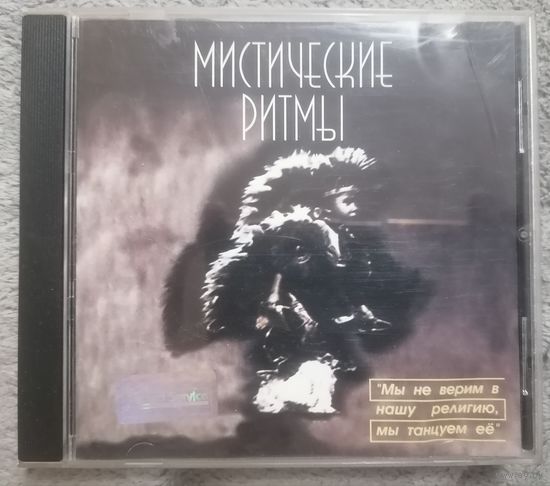 МИСТИЧЕСКИЕ
РИТМЫ
"Мы не верим в
нашу религию,
мы танцуем её"